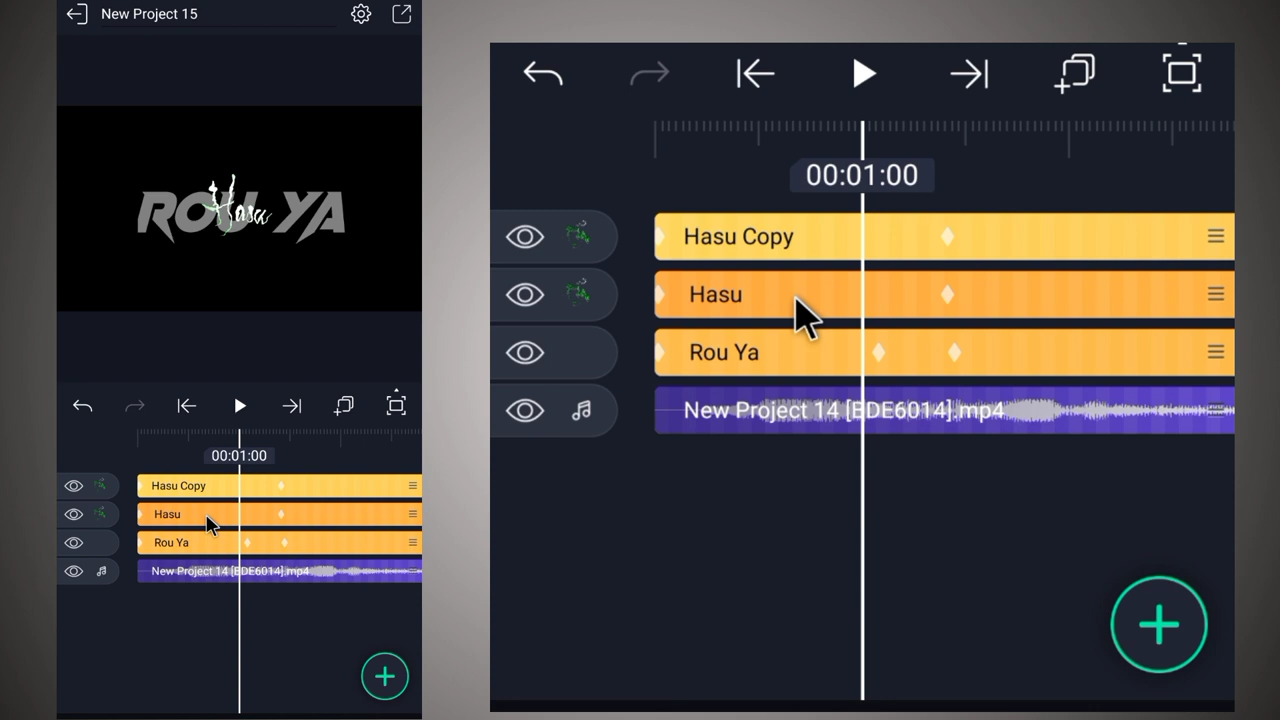 New Project 15
ROU YA
Hasu
00:01:00
Hasu Copy
Hasu
Rou Ya
New Project 14 [EDE6014].mp4
00:01:00
Hasu Copy
Hasu
Rou Ya
New Project 14 [EDE6014].mp4